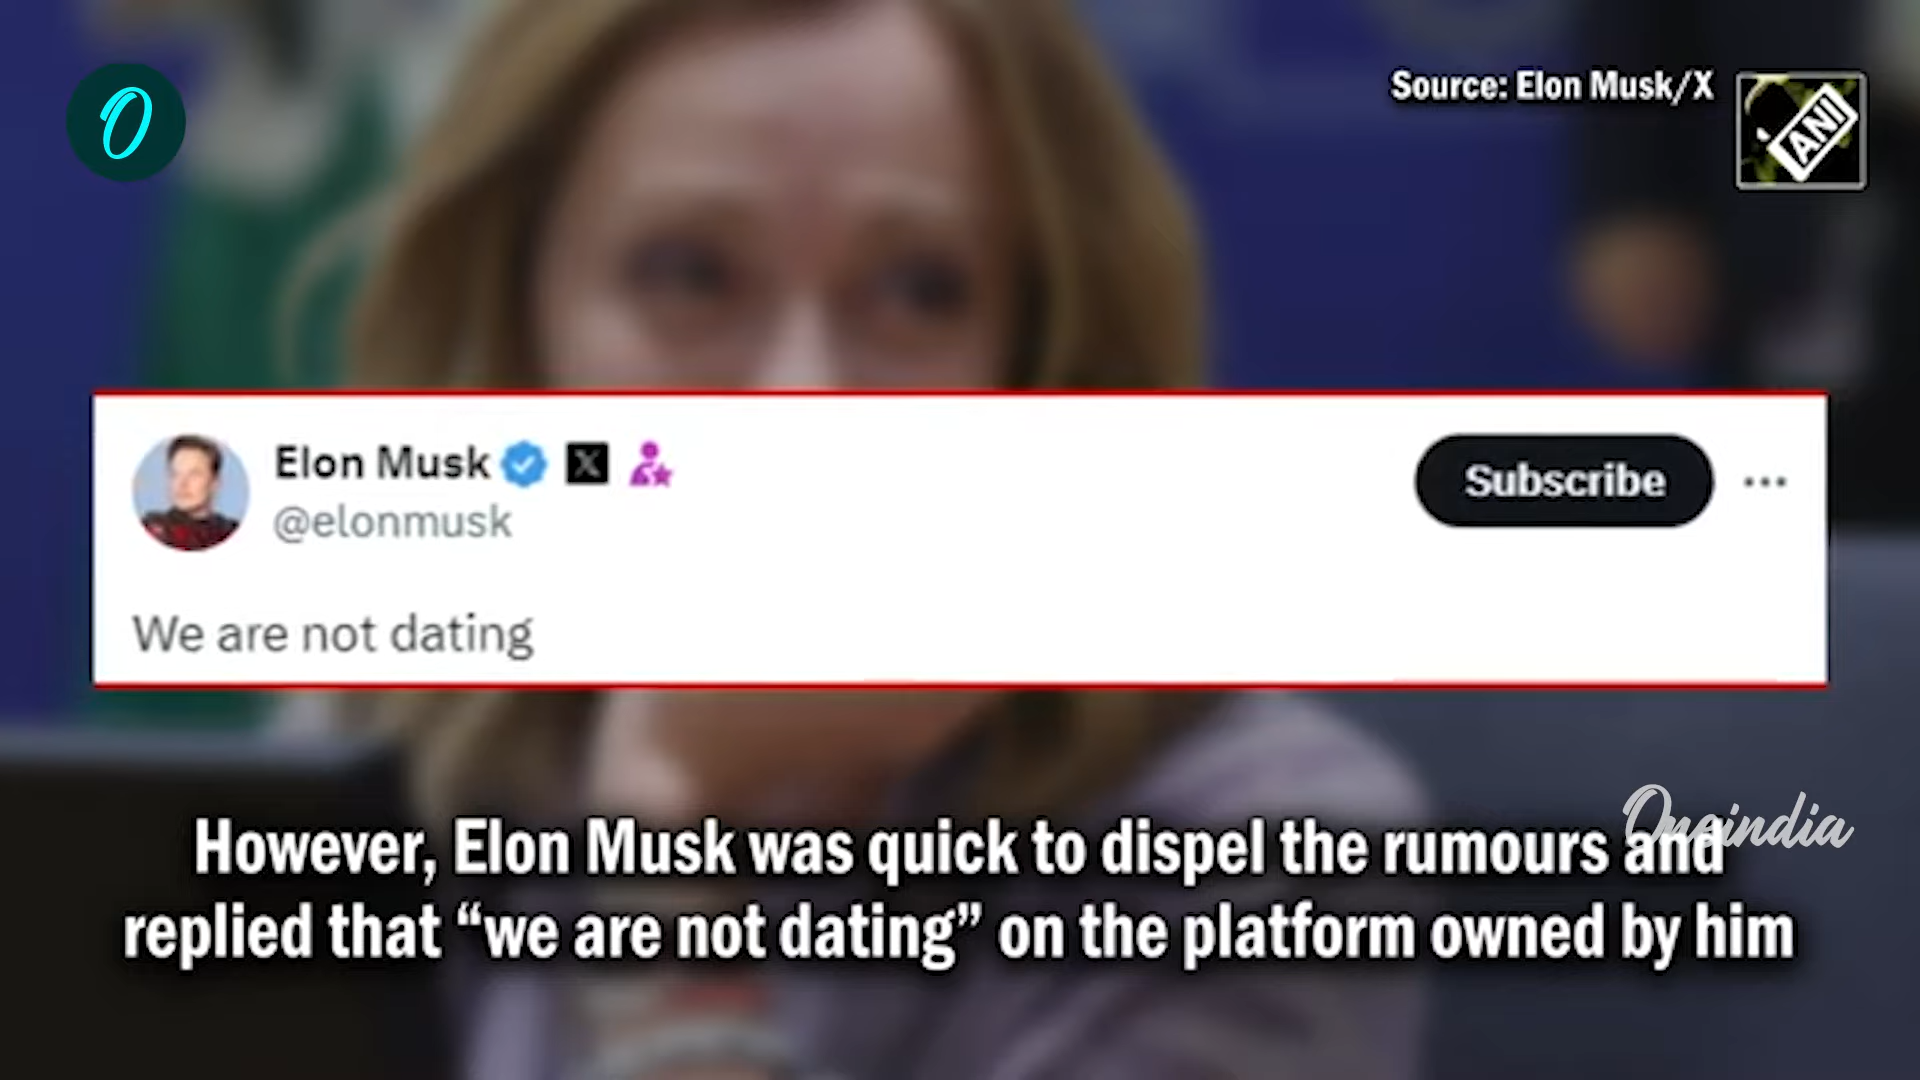 Source: Elon Musk/X
ANI
Elon Musk
@elonmusk
Subscribe
We are not dating
Oneindia
However, Elon Musk was quick to dispel the rumours and
replied that “we are not dating” on the platform owned by him